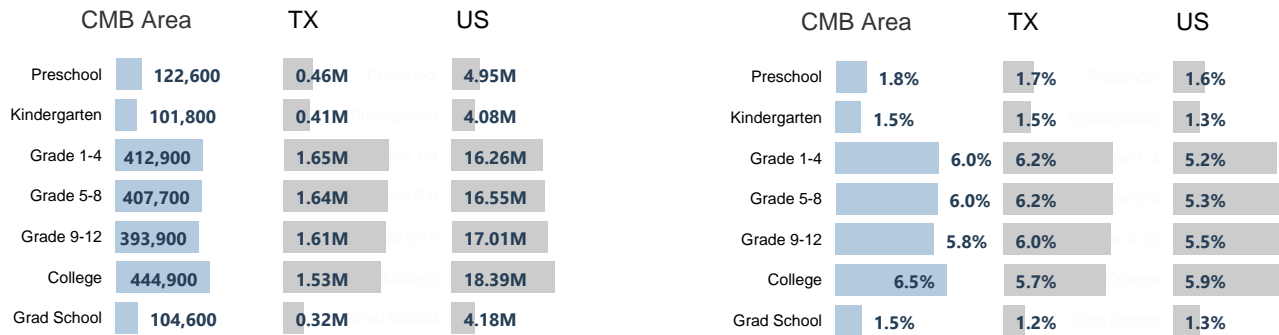 CMB Area TX US
Preschool 122,600 0.46M 4.95M
Kindergarten 101,800 0.41M 4.08M
Grade 1-4 412,900 1.65M 16.26M
Grade 5-8 407,700 1.64M 16.55M
Grade 9-12 393,900 1.61M 17.01M
College 444,900 1.53M 18.39M
Grad School 104,600 0.32M 4.18M
CMB Area TX US
Preschool 1.8% 1.7% 1.6%
Kindergarten 1.5% 1.5% 1.3%
Grade 1-4 6.0% 6.2% 5.2%
Grade 5-8 6.0% 6.2% 5.3%
Grade 9-12 5.8% 6.0% 5.5%
College 6.5% 5.7% 5.9%
Grad School 1.5% 1.2% 1.3%